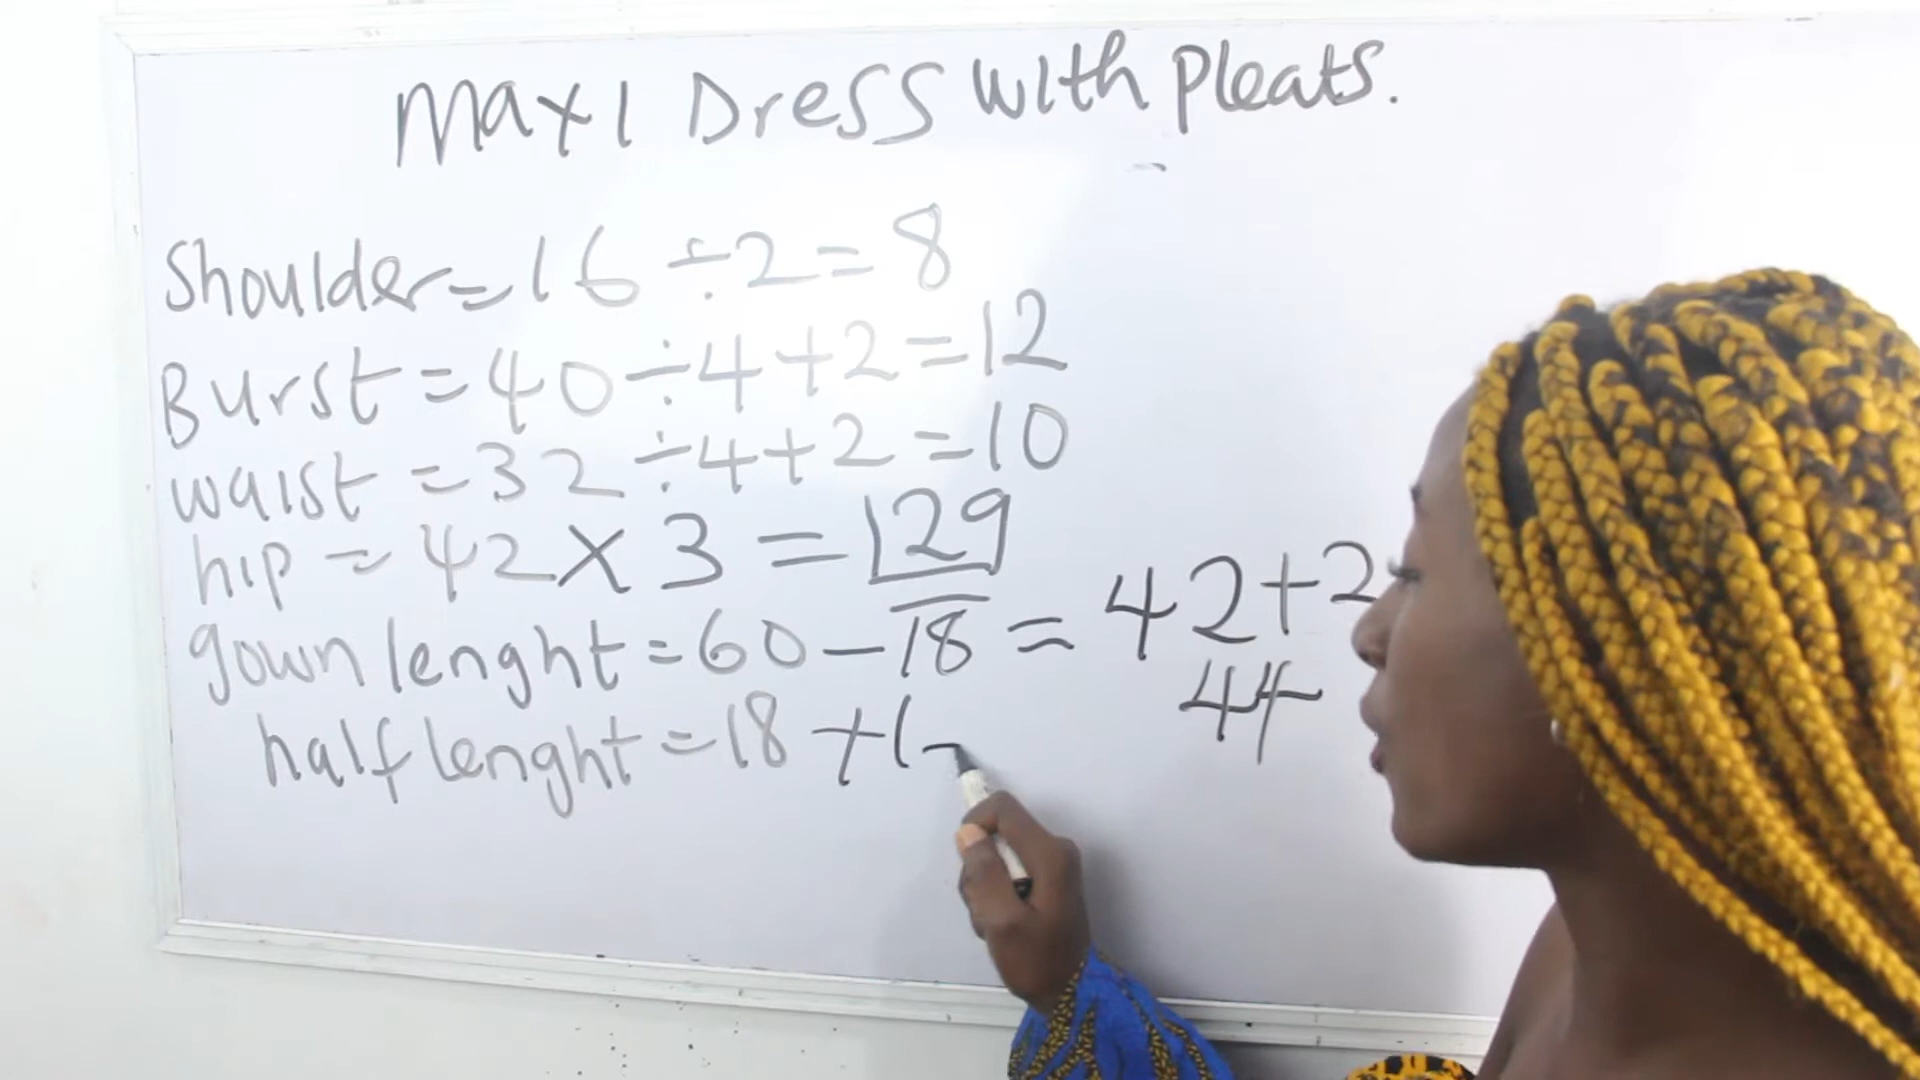 Maxi Dress with pleats.
Shoulder = 16 ÷ 2 = 8
Burst = 40 ÷ 4 + 2 = 12
waist = 32 ÷ 4 + 2 = 10
hip = 42 X 3 = 129
gown lenght = 60 - 18 = 42 + 2
44
half lenght = 18 + 1 -